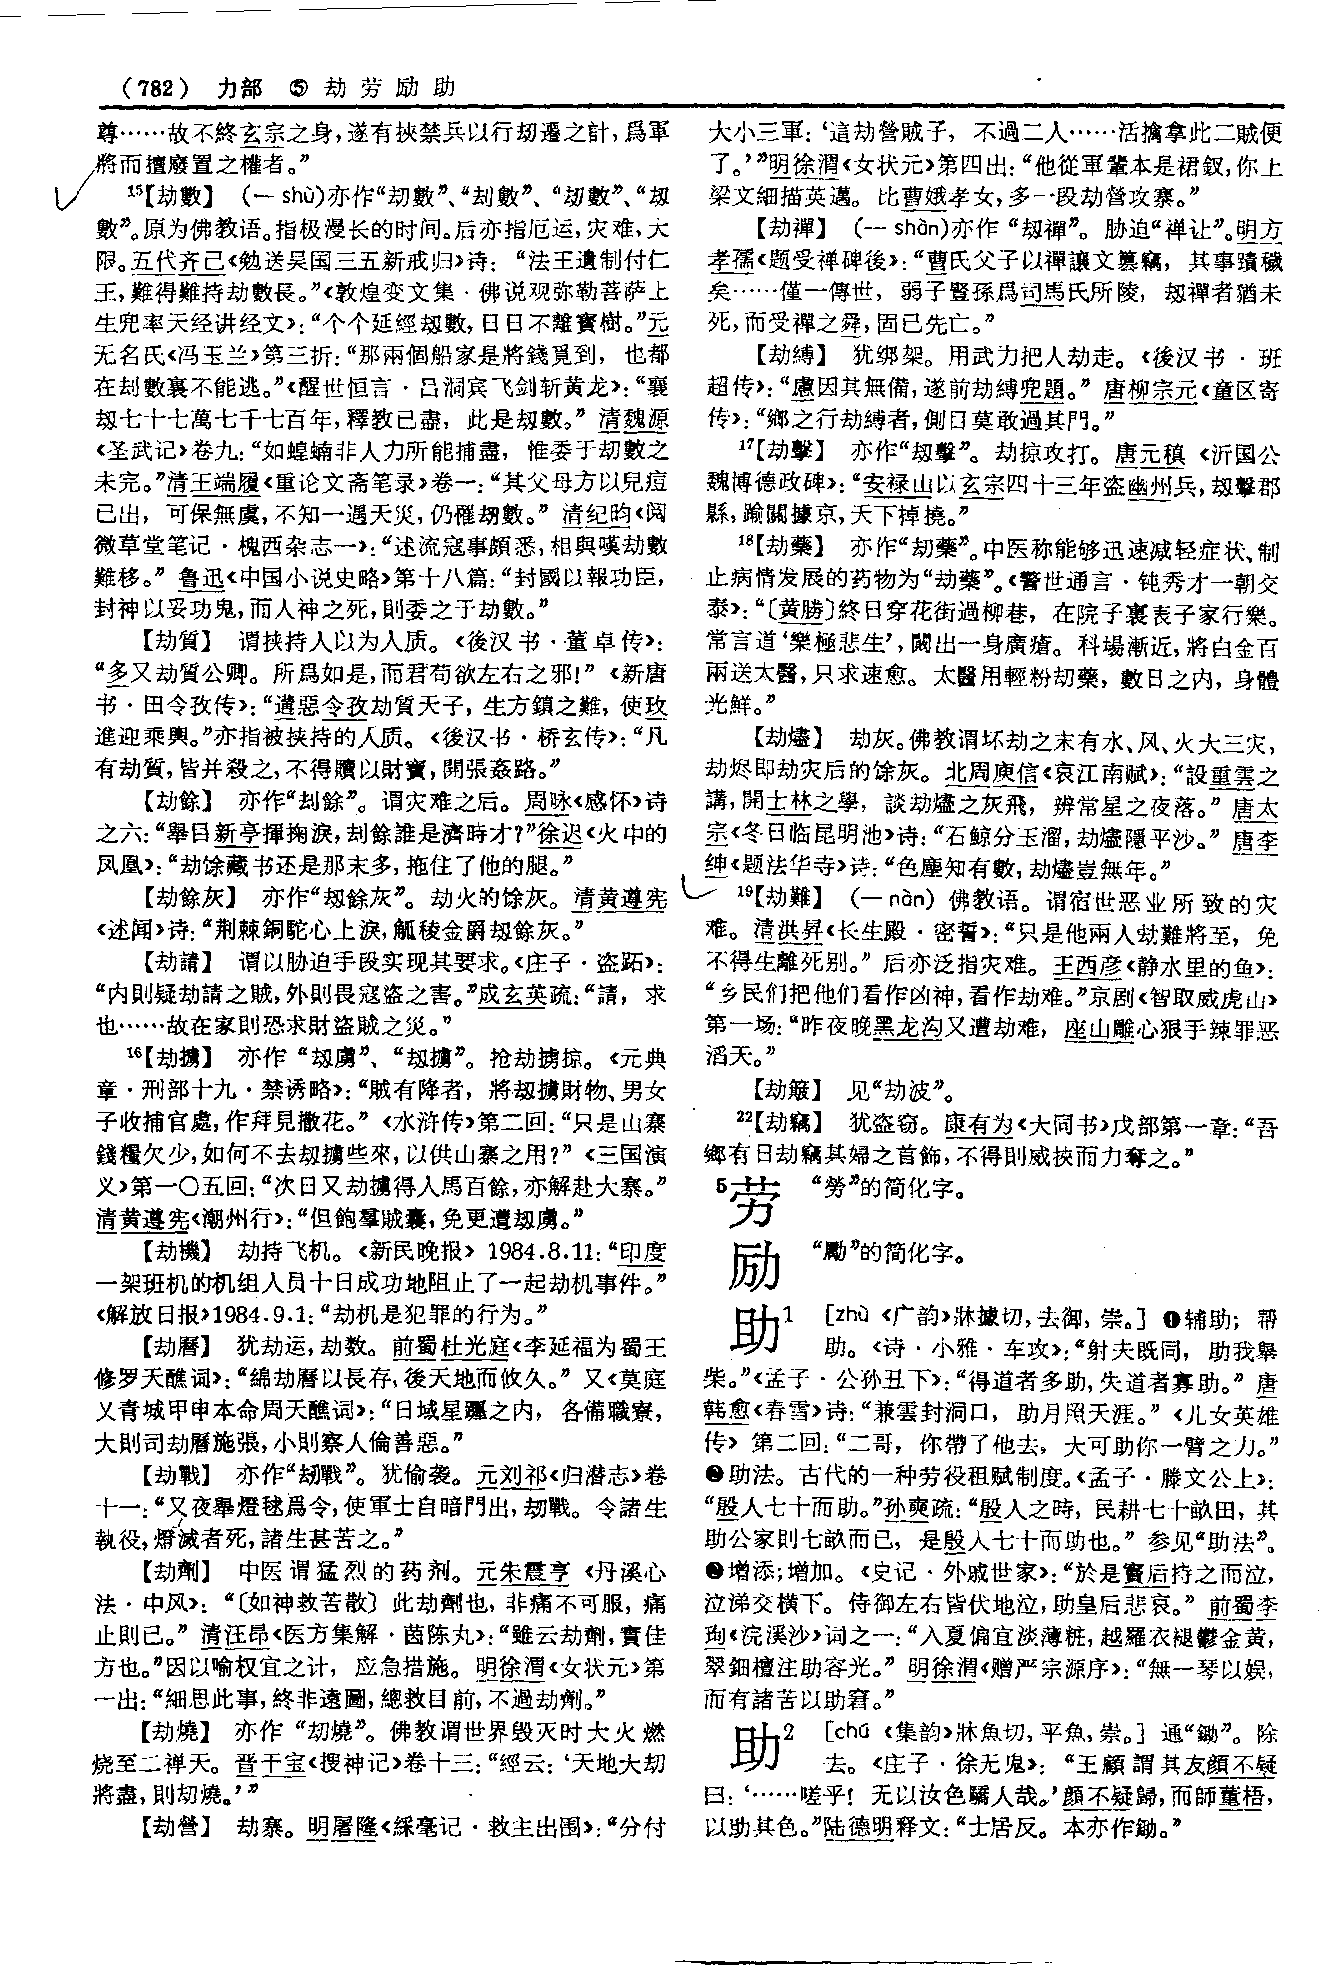 （782） 力部 ⑤ 劫劳励助
尊……故不終玄宗之身，遂有挾禁兵以行刼遷之計，爲軍
將而擅廢置之權者。”
¹⁵【劫數】 （一 shù）亦作“刧數”、“刦數”、“刼數”、“刼
數”。原为佛教语。指极漫长的时间。后亦指厄运，灾难，大
限。五代齐己《勉送吴国三五新戒归》诗：“法王遺制付仁
王，難得難持劫數長。”《敦煌变文集·佛说观弥勒菩萨上
生兜率天经讲经文》：“个个延經刼數，日日不離寳樹。”元
无名氏《冯玉兰》第三折：“那兩個船家是將錢覓到，也都
在刦數裏不能逃。”《醒世恒言·吕洞宾飞剑斩黄龙》：“襄
刼七十七萬七千七百年，釋教已盡，此是刼數。”清魏源
《圣武记》卷九：“如蝗蝻非人力所能捕盡，惟委于刼數之
未完。”清王端履《重论文斋笔录》卷一：“其父母方以兒痘
已出，可保無虞，不知一遇天災，仍罹刼數。”清纪昀《阅
微草堂笔记·槐西杂志一》：“述流寇事頗悉，相與嘆劫數
難移。”鲁迅《中国小说史略》第十八篇：“封國以報功臣，
封神以妥功鬼，而人神之死，則委之于劫數。”
【劫質】 谓挟持人以为人质。《後汉书·董卓传》：
“多又劫質公卿。所爲如是，而君苟欲左右之邪！”《新唐
书·田令孜传》：“遭惡令孜劫質天子，生方鎮之難，使玫
進迎乘輿。”亦指被挟持的人质。《後汉书·桥玄传》：“凡
有劫質，皆并殺之，不得贖以財寶，開張姦路。”
【劫餘】 亦作“刦餘”。谓灾难之后。周咏《感怀》诗
之六：“舉目新亭揮掬淚，刦餘誰是濟時才？”徐迟《火中的
凤凰》：“劫馀藏书还是那末多，拖住了他的腿。”
【劫餘灰】 亦作“刼餘灰”。劫火的馀灰。清黄遵宪
《述闻》诗：“荆棘銅駝心上淚，觚稜金爵刼餘灰。”
【劫請】 谓以胁迫手段实现其要求。《庄子·盗跖》：
“内則疑劫請之賊，外則畏寇盜之害。”成玄英疏：“請，求
也……故在家則恐求財盜賊之災。”
¹⁶【劫擄】 亦作“刼虜”、“刼擄”。抢劫掳掠。《元典
章·刑部十九·禁诱略》：“賊有降者，將刼擄財物、男女
子收捕官處，作拜見撒花。”《水浒传》第二回：“只是山寨
錢糧欠少，如何不去刼擄些來，以供山寨之用？”《三国演
义》第一〇五回：“次日又劫擄得人馬百餘，亦解赴大寨。”
清黄遵宪《潮州行》：“但飽羣賊囊，免更遭刼虜。”
【劫機】 劫持飞机。《新民晚报》1984.8.11：“印度
一架班机的机组人员十日成功地阻止了一起劫机事件。”
《解放日报》1984.9.1：“劫机是犯罪的行为。”
【劫曆】 犹劫运，劫数。前蜀杜光庭《李延福为蜀王
修罗天醮词》：“綿劫曆以長存，後天地而攸久。”又《莫庭
乂青城甲申本命周天醮词》：“日域星躔之内，各備職寮，
大則司劫曆施張，小則察人倫善惡。”
【劫戰】 亦作“刼戰”。犹偷袭。元刘祁《归潜志》卷
十一：“又夜舉燈毬爲令，使軍士自暗門出，刼戰。令諸生
執役，燈滅者死，諸生甚苦之。”
【劫劑】 中医谓猛烈的药剂。元朱震亨《丹溪心
法·中风》：“〔如神救苦散〕此劫劑也，非痛不可服，痛
止則已。”清汪昂《医方集解·茵陈丸》：“雖云劫劑，實佳
方也。”因以喻权宜之计，应急措施。明徐渭《女状元》第
一出：“細思此事，終非遠圖，總救目前，不過劫劑。”
【劫燒】 亦作“刧燒”。佛教谓世界毁灭时大火燃
烧至二禅天。晋干宝《搜神记》卷十三：“經云：‘天地大刧
將盡，則刧燒。’”
【劫營】 劫寨。明屠隆《綵毫记·救主出围》：“分付
大小三軍：‘這劫營賊子，不過二人……活擒拿此二賊便
了。’”明徐渭《女状元》第四出：“他從軍輩本是裙釵，你上
梁文細描英邁。比曹娥孝女，多一段劫營攻寨。”
【劫禪】 （一 shàn）亦作“刼禪”。胁迫“禅让”。明方
孝孺《题受禅碑後》：“曹氏父子以禪讓文篡竊，其事蹟穢
矣……僅一傳世，弱子豎孫爲司馬氏所陵，刼禪者猶未
死，而受禪之舜，固已先亡。”
【劫縛】 犹绑架。用武力把人劫走。《後汉书·班
超传》：“慮因其無備，遂前劫縛兜題。”唐柳宗元《童区寄
传》：“鄉之行劫縛者，側目莫敢過其門。”
¹⁷【劫擊】 亦作“刼擊”。劫掠攻打。唐元稹《沂国公
魏博德政碑》：“安禄山以玄宗四十三年盗幽州兵，刼擊郡
縣，踰關據京，天下掉撓。”
¹⁸【劫藥】 亦作“刧藥”。中医称能够迅速减轻症状、制
止病情发展的药物为“劫藥”。《警世通言·钝秀才一朝交
泰》：“〔黄勝〕終日穿花街過柳巷，在院子裏表子家行樂。
常言道‘樂極悲生’，闞出一身廣瘡。科場漸近，將白金百
兩送太醫，只求速愈。太醫用輕粉刧藥，數日之内，身體
光鮮。”
【劫燼】 劫灰。佛教谓坏劫之末有水、风、火大三灾，
劫烬即劫灾后的馀灰。北周庾信《哀江南赋》：“設重雲之
講，開士林之學，談劫燼之灰飛，辨常星之夜落。”唐太
宗《冬日临昆明池》诗：“石鲸分玉溜，劫燼隱平沙。”唐李
绅《题法华寺》诗：“色塵知有數，劫燼豈無年。”
¹⁹【劫難】 （一 nàn）佛教语。谓宿世恶业所致的灾
难。清洪昇《长生殿·密誓》：“只是他兩人刼難將至，免
不得生離死别。”后亦泛指灾难。王西彦《静水里的鱼》：
“乡民们把他们看作凶神，看作劫难。”京剧《智取威虎山》
第一场：“昨夜晚黑龙沟又遭劫难，座山雕心狠手辣罪恶
滔天。”
【劫簸】 见“劫波”。
²²【劫竊】 犹盗窃。康有为《大同书》戊部第一章：“吾
鄉有日劫竊其婦之首飾，不得則威挾而力奪之。”
⁵劳 “勞”的简化字。
励 “勵”的简化字。
助¹ ［zhù《广韵》牀據切，去御，崇。］❶辅助；帮
助。《诗·小雅·车攻》：“射夫既同，助我舉
柴。”《孟子·公孙丑下》：“得道者多助，失道者寡助。”唐
韩愈《春雪》诗：“兼雲封洞口，助月照天涯。”《儿女英雄
传》第二回：“二哥，你帶了他去，大可助你一臂之力。”
❷助法。古代的一种劳役租赋制度。《孟子·滕文公上》：
“殷人七十而助。”孙奭疏：“殷人之時，民耕七十畝田，其
助公家則七畝而已，是殷人七十而助也。”参见“助法”。
❸增添；增加。《史记·外戚世家》：“於是竇后持之而泣，
泣涕交横下。侍御左右皆伏地泣，助皇后悲哀。”前蜀李
珣《浣溪沙》词之一：“入夏偏宜淡薄粧，越羅衣褪鬱金黄，
翠鈿檀注助容光。”明徐渭《赠严宗源序》：“無一琴以娱，
而有諸苦以助窘。”
助² ［chú《集韵》牀魚切，平魚，崇。］通“鋤”。除
去。《庄子·徐无鬼》：“王顧謂其友顔不疑
曰：‘……嗟乎！无以汝色驕人哉。’顔不疑歸，而師董梧，
以助其色。”陆德明释文：“士居反。本亦作鋤。”